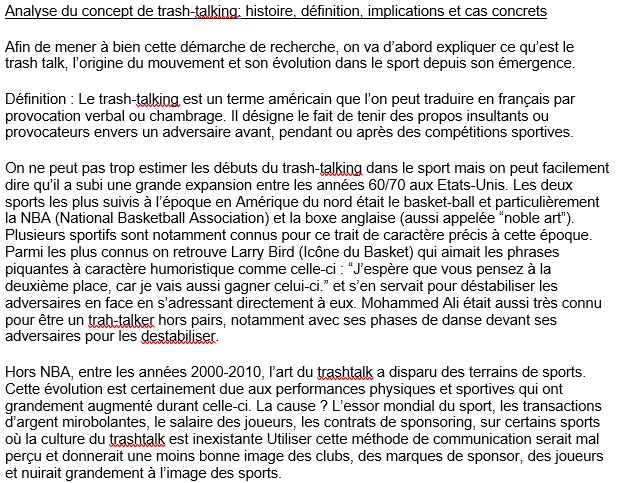 Analyse du concept de trash-talking: histoire, définition, implications et cas concrets
Afin de mener à bien cette démarche de recherche, on va d'abord expliquer ce qu'est le
trash talk, l'origine du mouvement et son évolution dans le sport depuis son émergence.
Définition : Le trash-talking est un terme américain que l'on peut traduire en français par
provocation verbal ou chambrage. Il désigne le fait de tenir des propos insultants ou
provocateurs envers un adversaire avant, pendant ou après des compétitions sportives.
On ne peut pas trop estimer les débuts du trash-talking dans le sport mais on peut facilement
dire qu'il a subi une grande expansion entre les années 60/70 aux Etats-Unis. Les deux
sports les plus suivis à l'époque en Amérique du nord était le basket-ball et particulièrement
la NBA (National Basketball Association) et la boxe anglaise (aussi appelée “noble art”).
Plusieurs sportifs sont notamment connus pour ce trait de caractère précis à cette époque.
Parmi les plus connus on retrouve Larry Bird (Icône du Basket) qui aimait les phrases
piquantes à caractère humoristique comme celle-ci : “J'espère que vous pensez à la
deuxième place, car je vais aussi gagner celui-ci.” et s'en servait pour déstabiliser les
adversaires en face en s'adressant directement à eux. Mohammed Ali était aussi très connu
pour être un trah-talker hors pairs, notamment avec ses phases de danse devant ses
adversaires pour les destabiliser.
Hors NBA, entre les années 2000-2010, l'art du trashtalk a disparu des terrains de sports.
Cette évolution est certainement due aux performances physiques et sportives qui ont
grandement augmenté durant celle-ci. La cause ? L'essor mondial du sport, les transactions
d'argent mirobolantes, le salaire des joueurs, les contrats de sponsoring, sur certains sports
où la culture du trashtalk est inexistante Utiliser cette méthode de communication serait mal
perçu et donnerait une moins bonne image des clubs, des marques de sponsor, des joueurs
et nuirait grandement à l'image des sports.